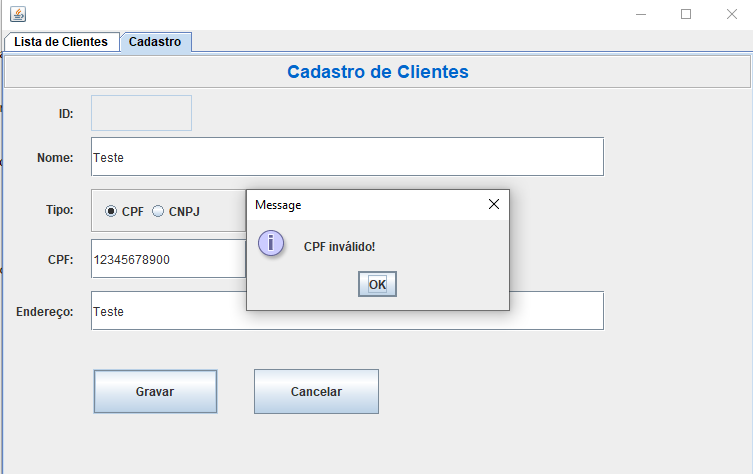 Lista de Clientes Cadastro
Cadastro de Clientes
ID:
Nome: Teste
Tipo: CPF CNPJ
Message
CPF inválido!
OK
CPF: 12345678900
Endereço: Teste
Gravar Cancelar